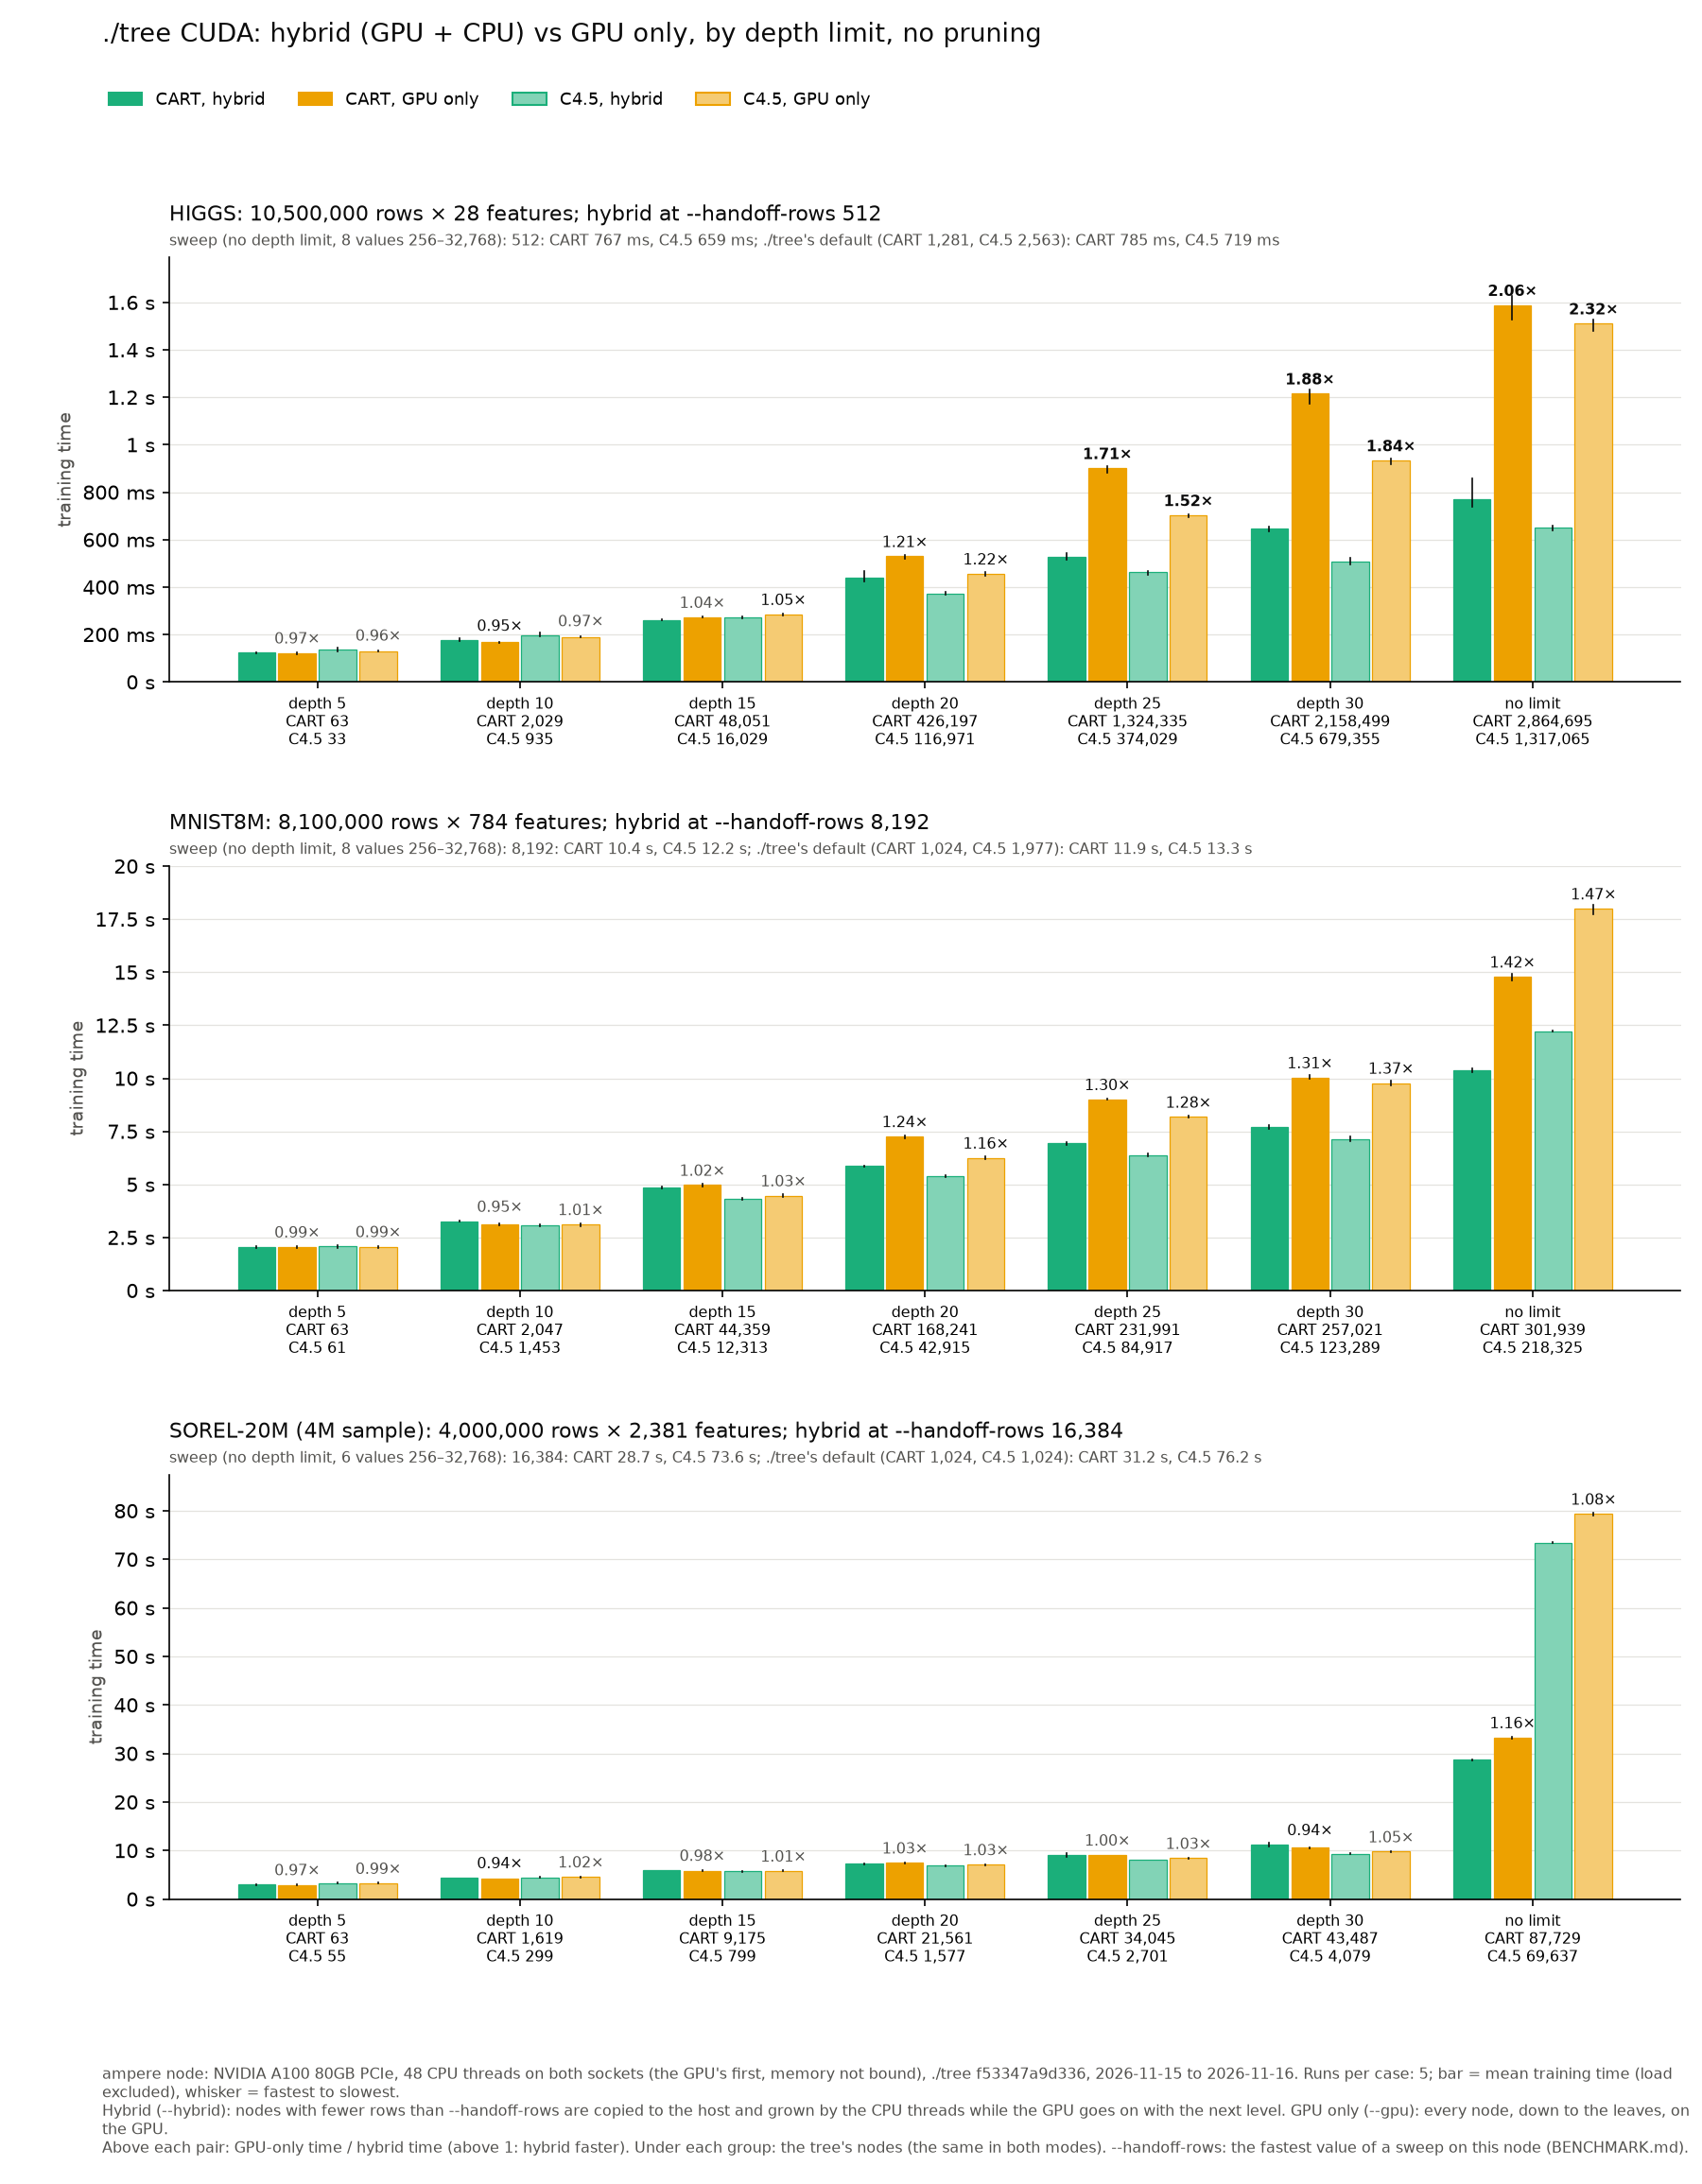 ./tree CUDA: hybrid (GPU + CPU) vs GPU only, by depth limit, no pruning
CART, hybrid
CART, GPU only
C4.5, hybrid
C4.5, GPU only
HIGGS: 10,500,000 rows × 28 features; hybrid at --handoff-rows 512
sweep (no depth limit, 8 values 256–32,768): 512: CART 767 ms, C4.5 659 ms; ./tree's default (CART 1,281, C4.5 2,563): CART 785 ms, C4.5 719 ms
training time
1.6 s
1.4 s
1.2 s
1 s
800 ms
600 ms
400 ms
200 ms
0 s
0.97×
0.96×
0.95×
0.97×
1.04×
1.05×
1.21×
1.22×
1.71×
1.52×
1.88×
1.84×
2.06×
2.32×
depth 5
CART 63
C4.5 33
depth 10
CART 2,029
C4.5 935
depth 15
CART 48,051
C4.5 16,029
depth 20
CART 426,197
C4.5 116,971
depth 25
CART 1,324,335
C4.5 374,029
depth 30
CART 2,158,499
C4.5 679,355
no limit
CART 2,864,695
C4.5 1,317,065
MNIST8M: 8,100,000 rows × 784 features; hybrid at --handoff-rows 8,192
sweep (no depth limit, 8 values 256–32,768): 8,192: CART 10.4 s, C4.5 12.2 s; ./tree's default (CART 1,024, C4.5 1,977): CART 11.9 s, C4.5 13.3 s
training time
20 s
17.5 s
15 s
12.5 s
10 s
7.5 s
5 s
2.5 s
0 s
0.99×
0.99×
0.95×
1.01×
1.02×
1.03×
1.24×
1.16×
1.30×
1.28×
1.31×
1.37×
1.42×
1.47×
depth 5
CART 63
C4.5 61
depth 10
CART 2,047
C4.5 1,453
depth 15
CART 44,359
C4.5 12,313
depth 20
CART 168,241
C4.5 42,915
depth 25
CART 231,991
C4.5 84,917
depth 30
CART 257,021
C4.5 123,289
no limit
CART 301,939
C4.5 218,325
SOREL-20M (4M sample): 4,000,000 rows × 2,381 features; hybrid at --handoff-rows 16,384
sweep (no depth limit, 6 values 256–32,768): 16,384: CART 28.7 s, C4.5 73.6 s; ./tree's default (CART 1,024, C4.5 1,024): CART 31.2 s, C4.5 76.2 s
training time
80 s
70 s
60 s
50 s
40 s
30 s
20 s
10 s
0 s
0.97×
0.99×
0.94×
1.02×
0.98×
1.01×
1.03×
1.03×
1.00×
1.03×
0.94×
1.05×
1.16×
1.08×
depth 5
CART 63
C4.5 55
depth 10
CART 1,619
C4.5 299
depth 15
CART 9,175
C4.5 799
depth 20
CART 21,561
C4.5 1,577
depth 25
CART 34,045
C4.5 2,701
depth 30
CART 43,487
C4.5 4,079
no limit
CART 87,729
C4.5 69,637
ampere node: NVIDIA A100 80GB PCIe, 48 CPU threads on both sockets (the GPU's first, memory not bound), ./tree f53347a9d336, 2026-11-15 to 2026-11-16. Runs per case: 5; bar = mean training time (load
excluded), whisker = fastest to slowest.
Hybrid (--hybrid): nodes with fewer rows than --handoff-rows are copied to the host and grown by the CPU threads while the GPU goes on with the next level. GPU only (--gpu): every node, down to the leaves, on
the GPU.
Above each pair: GPU-only time / hybrid time (above 1: hybrid faster). Under each group: the tree's nodes (the same in both modes). --handoff-rows: the fastest value of a sweep on this node (BENCHMARK.md).